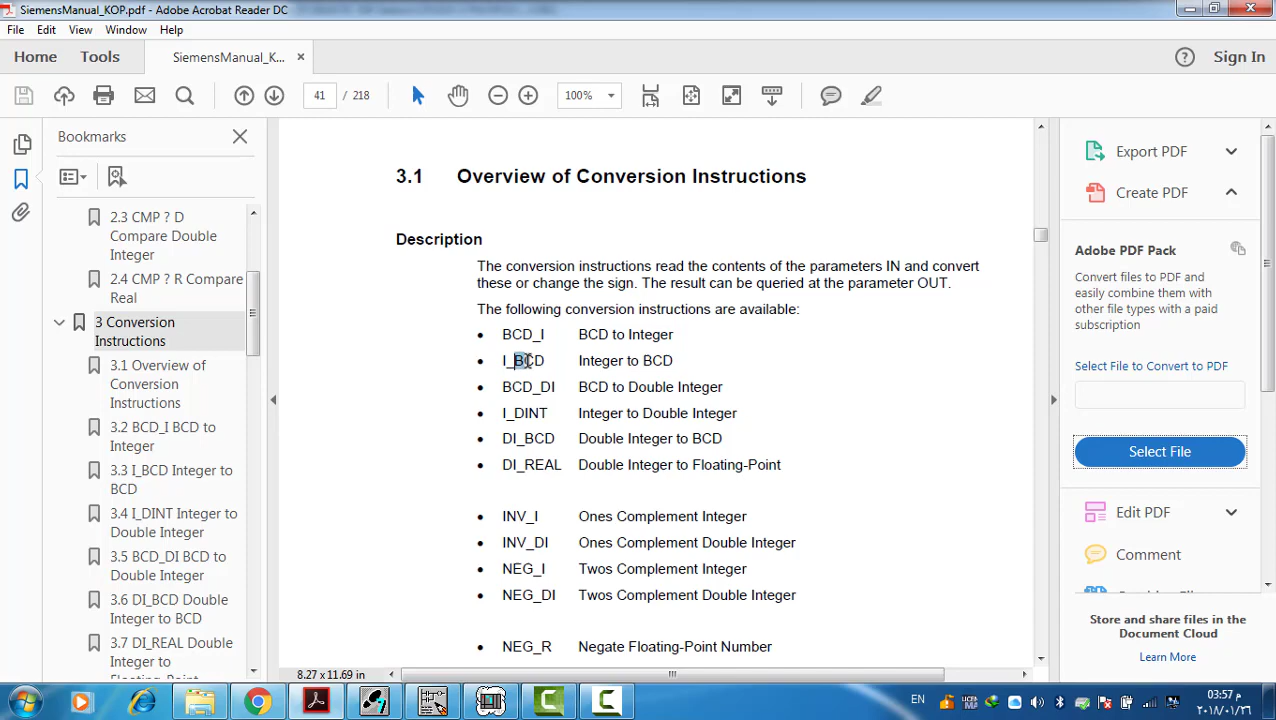 SiemensManual_KOP.pdf - Adobe Acrobat Reader DC
File Edit View Window Help
Home Tools SiemensManual_K... ×
? Sign In
41 / 218
100%
Bookmarks
2.3 CMP ? D
Compare Double
Integer
2.4 CMP ? R Compare
Real
3 Conversion
Instructions
3.1 Overview of
Conversion
Instructions
3.2 BCD_I BCD to
Integer
3.3 I_BCD Integer to
BCD
3.4 I_DINT Integer to
Double Integer
3.5 BCD_DI BCD to
Double Integer
3.6 DI_BCD Double
Integer to BCD
3.7 DI_REAL Double
Integer to
3.1 Overview of Conversion Instructions
Description
The conversion instructions read the contents of the parameters IN and convert
these or change the sign. The result can be queried at the parameter OUT.
The following conversion instructions are available:
• BCD_I BCD to Integer
• I_BCD Integer to BCD
• BCD_DI BCD to Double Integer
• I_DINT Integer to Double Integer
• DI_BCD Double Integer to BCD
• DI_REAL Double Integer to Floating-Point
• INV_I Ones Complement Integer
• INV_DI Ones Complement Double Integer
• NEG_I Twos Complement Integer
• NEG_DI Twos Complement Double Integer
• NEG_R Negate Floating-Point Number
8.27 x 11.69 in
Export PDF
Create PDF
Adobe PDF Pack
Convert files to PDF and
easily combine them with
other file types with a paid
subscription
Select File to Convert to PDF
Select File
Edit PDF
Comment
Store and share files in the
Document Cloud
Learn More
EN
03:57 م
٢٠١٨/٠١/٢٦